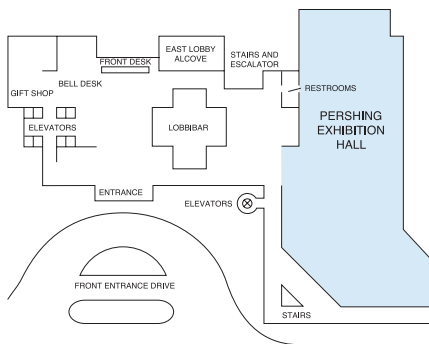 EAST LOBBY
ALCOVE
STAIRS AND
ESCALATOR
FRONT DESK
BELL DESK
GIFT SHOP
RESTROOMS
PERSHING
EXHIBITION
HALL
ELEVATORS
LOBBIBAR
ENTRANCE
ELEVATORS
FRONT ENTRANCE DRIVE
STAIRS